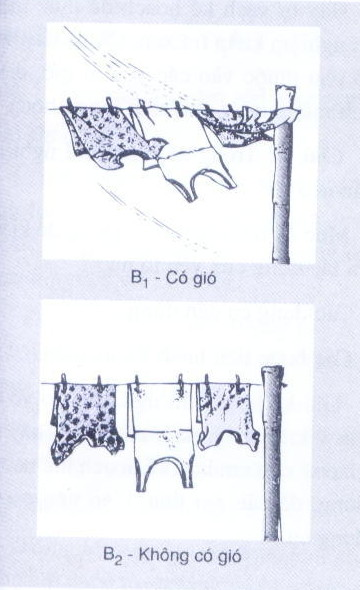 B₁ - Có gió
B₂ - Không có gió